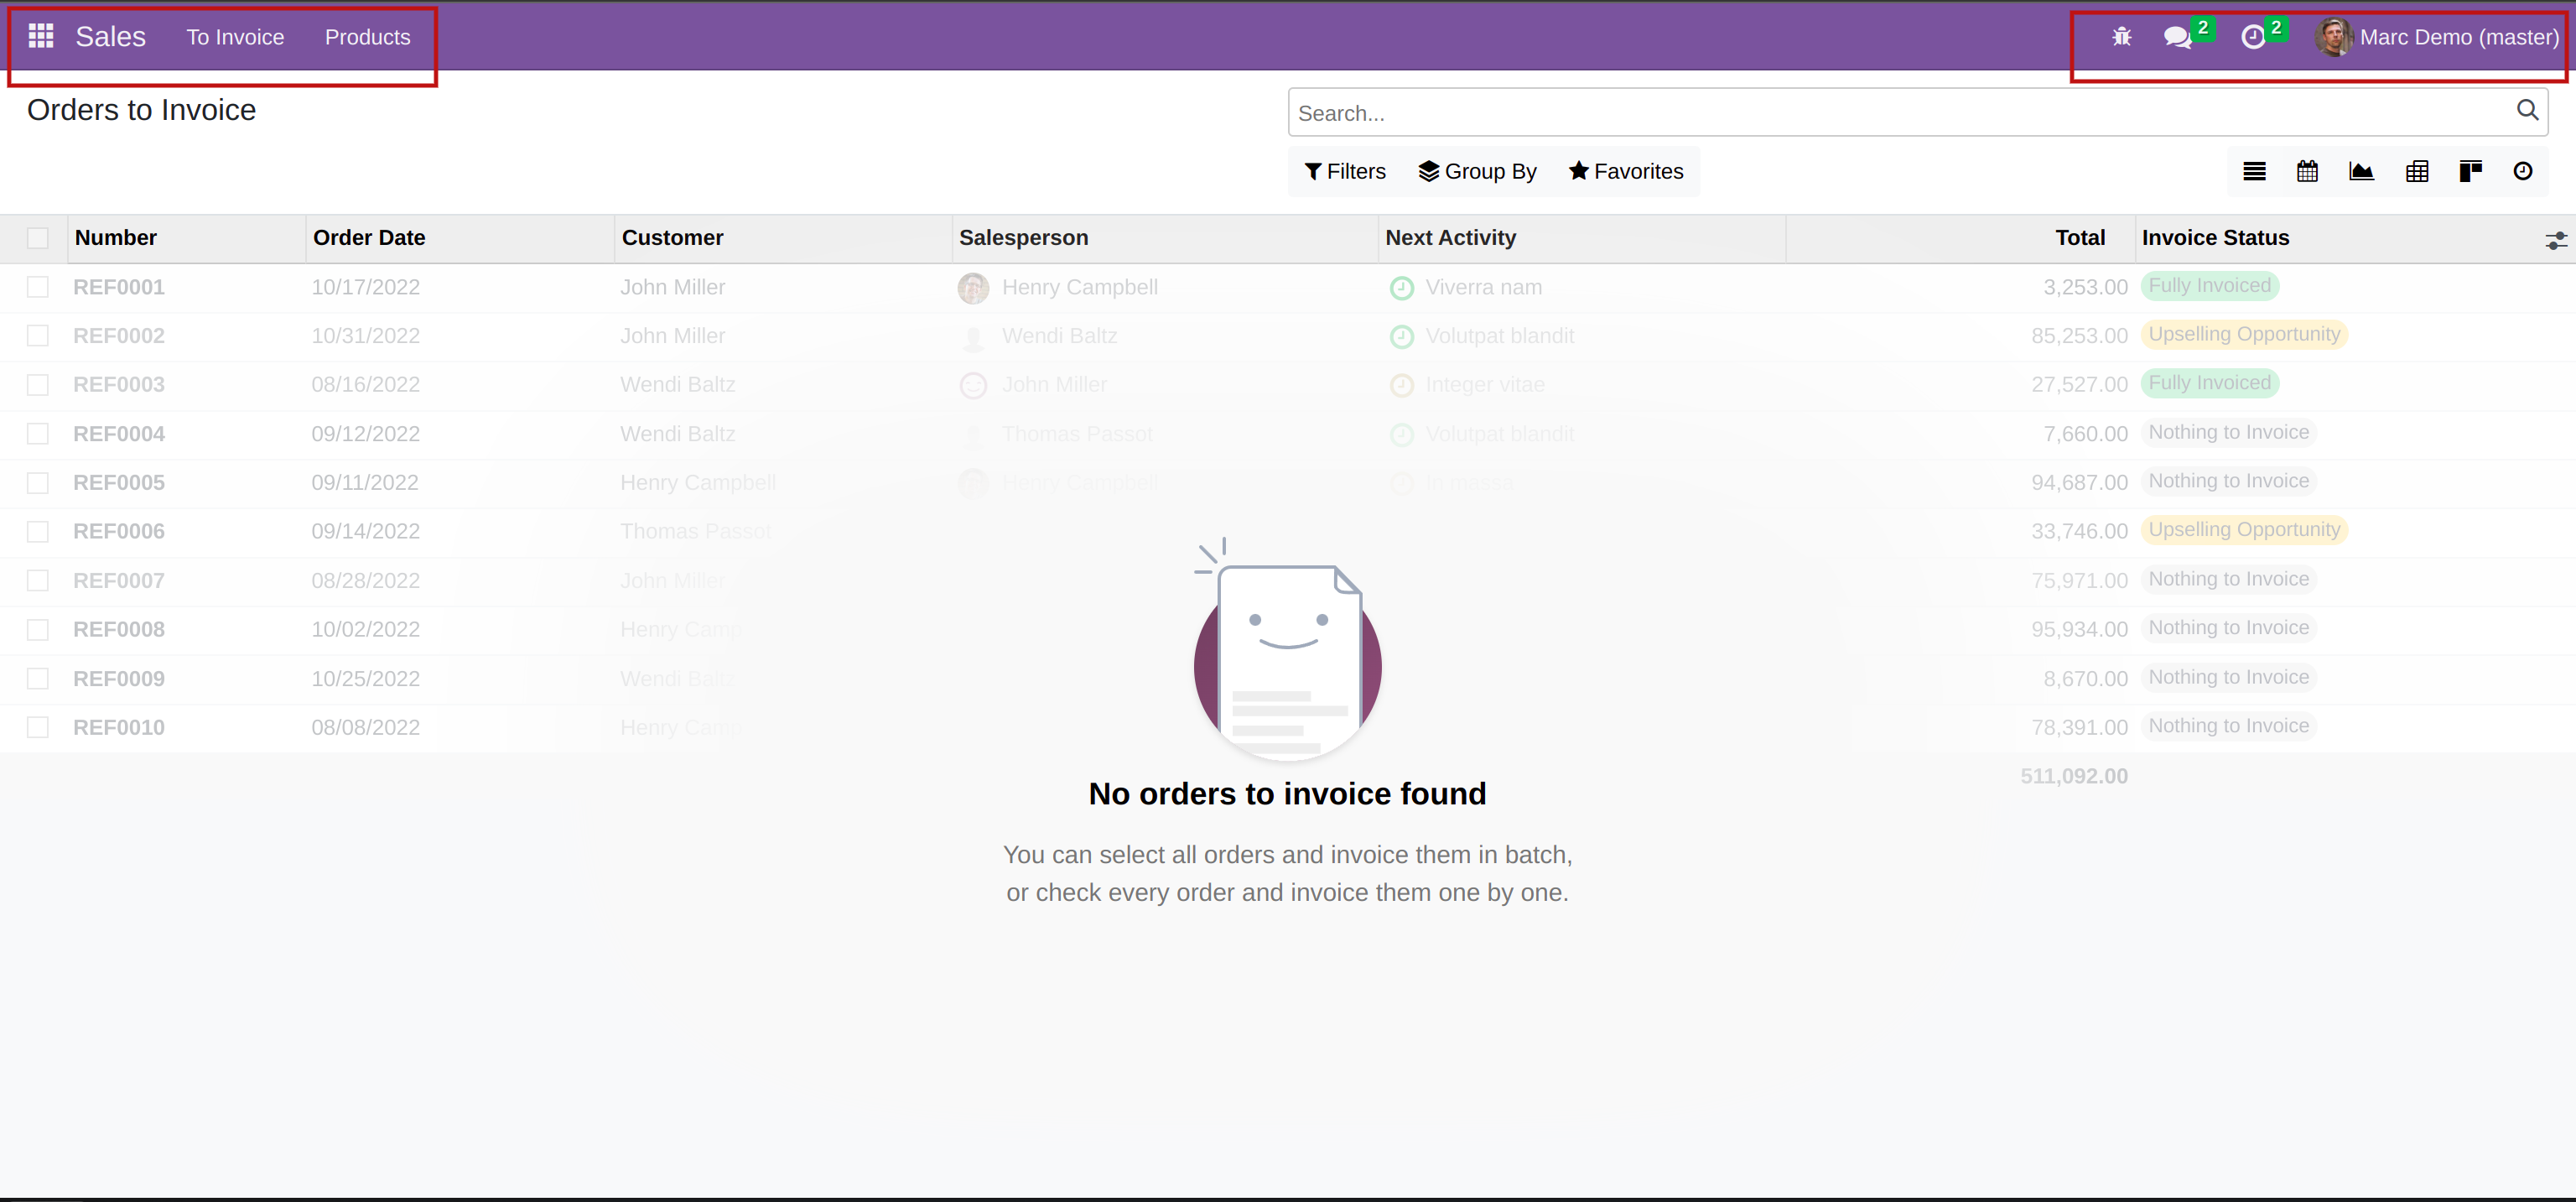 Sales To Invoice Products 2 2 Marc Demo (master)
Orders to Invoice
Search...
Filters Group By Favorites
Number Order Date Customer Salesperson Next Activity Total Invoice Status
REF0001 10/17/2022 John Miller Henry Campbell Viverra nam 3,253.00 Fully Invoiced
REF0002 10/31/2022 John Miller Wendi Baltz Volutpat blandit 85,253.00 Upselling Opportunity
REF0003 08/16/2022 Wendi Baltz John Miller Integer vitae 27,527.00 Fully Invoiced
REF0004 09/12/2022 Wendi Baltz Thomas Passot Volutpat blandit 7,660.00 Nothing to Invoice
REF0005 09/11/2022 Henry Campbell Henry Campbell In massa 94,687.00 Nothing to Invoice
REF0006 09/14/2022 Thomas Passot 33,746.00 Upselling Opportunity
REF0007 08/28/2022 John Miller 75,971.00 Nothing to Invoice
REF0008 10/02/2022 Henry 95,934.00 Nothing to Invoice
REF0009 10/25/2022 Wendi Baltz 8,670.00 Nothing to Invoice
REF0010 08/08/2022 Henry 78,391.00 Nothing to Invoice
511,092.00
No orders to invoice found
You can select all orders and invoice them in batch,
or check every order and invoice them one by one.